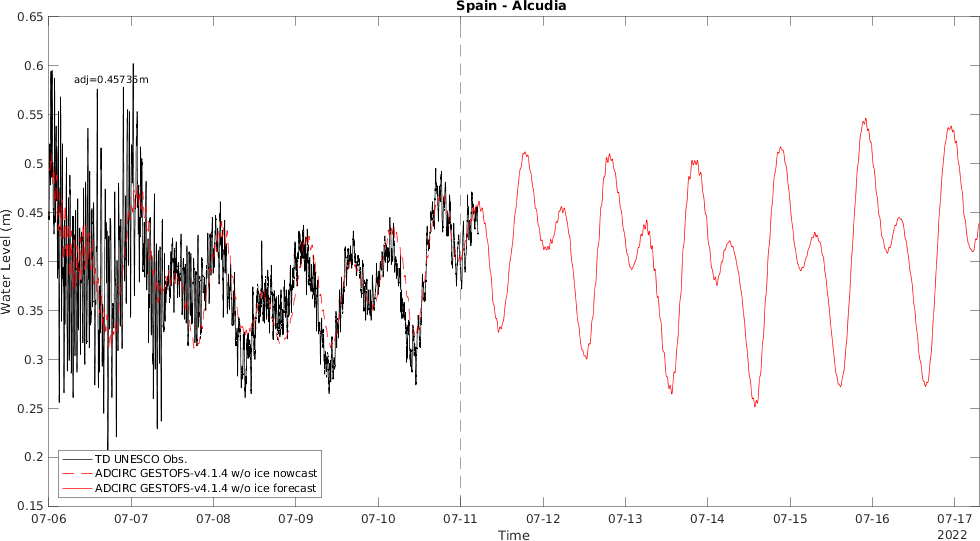 Spain - Alcudia
0.65
0.6
0.55
0.5
0.45
0.4
0.35
0.3
0.25
0.2
0.15
Water Level (m)
adj=0.45735m
TD UNESCO Obs.
ADCIRC GESTOFS-v4.1.4 w/o ice nowcast
ADCIRC GESTOFS-v4.1.4 w/o ice forecast
07-06 07-07 07-08 07-09 07-10 07-11 07-12 07-13 07-14 07-15 07-16 07-17
Time 2022